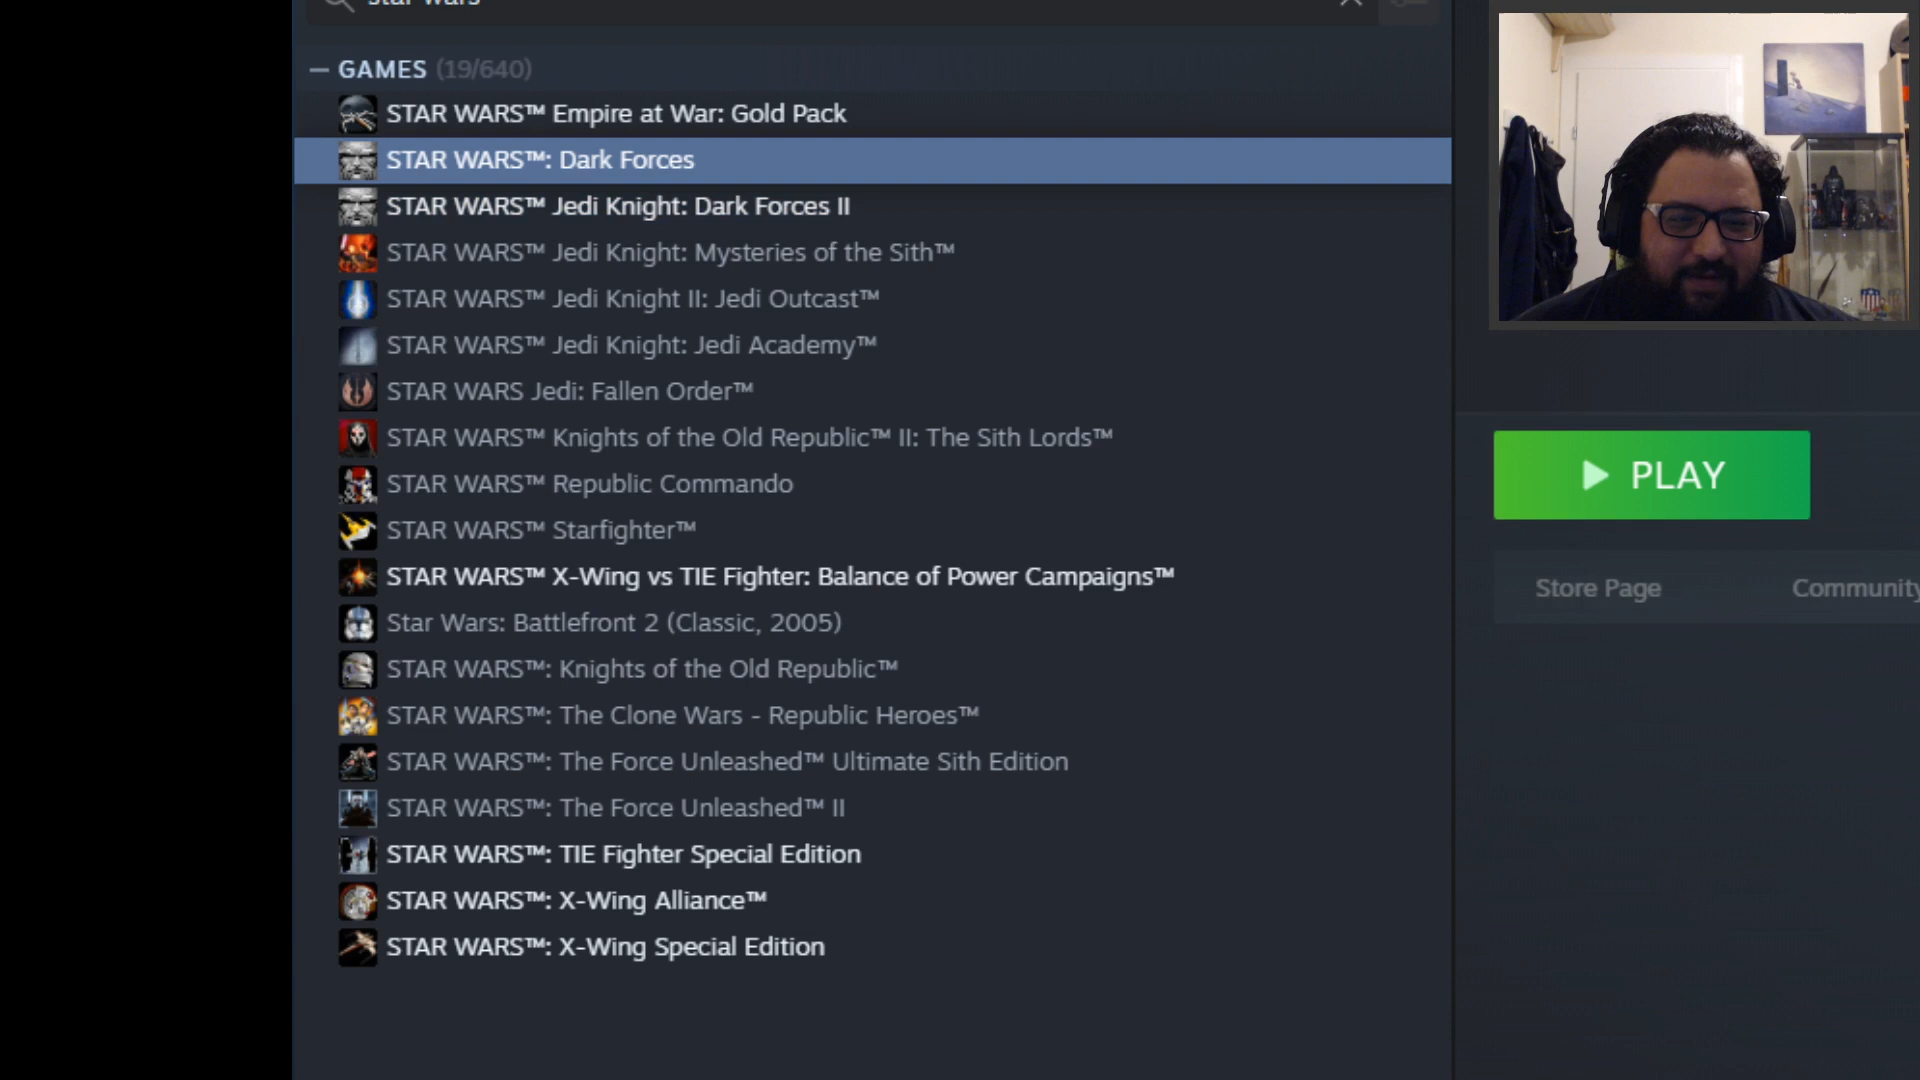 star wars
GAMES (19/640)
STAR WARS™ Empire at War: Gold Pack
STAR WARS™: Dark Forces
STAR WARS™ Jedi Knight: Dark Forces II
STAR WARS™ Jedi Knight: Mysteries of the Sith™
STAR WARS™ Jedi Knight II: Jedi Outcast™
STAR WARS™ Jedi Knight: Jedi Academy™
STAR WARS Jedi: Fallen Order™
STAR WARS™ Knights of the Old Republic™ II: The Sith Lords™
STAR WARS™ Republic Commando
STAR WARS™ Starfighter™
STAR WARS™ X-Wing vs TIE Fighter: Balance of Power Campaigns™
Star Wars: Battlefront 2 (Classic, 2005)
STAR WARS™: Knights of the Old Republic™
STAR WARS™: The Clone Wars - Republic Heroes™
STAR WARS™: The Force Unleashed™ Ultimate Sith Edition
STAR WARS™: The Force Unleashed™ II
STAR WARS™: TIE Fighter Special Edition
STAR WARS™: X-Wing Alliance™
STAR WARS™: X-Wing Special Edition
PLAY
Store Page
Community